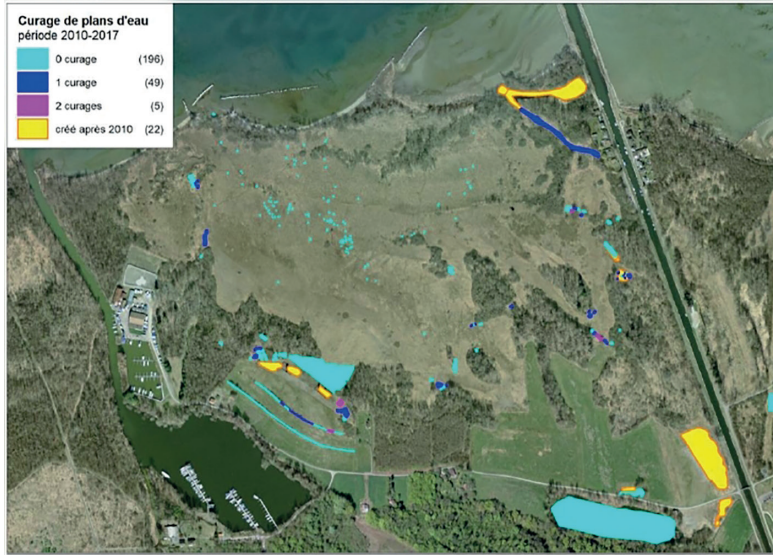 Curage de plans d'eau
période 2010-2017
0 curage (196)
1 curage (49)
2 curages (5)
créé après 2010 (22)